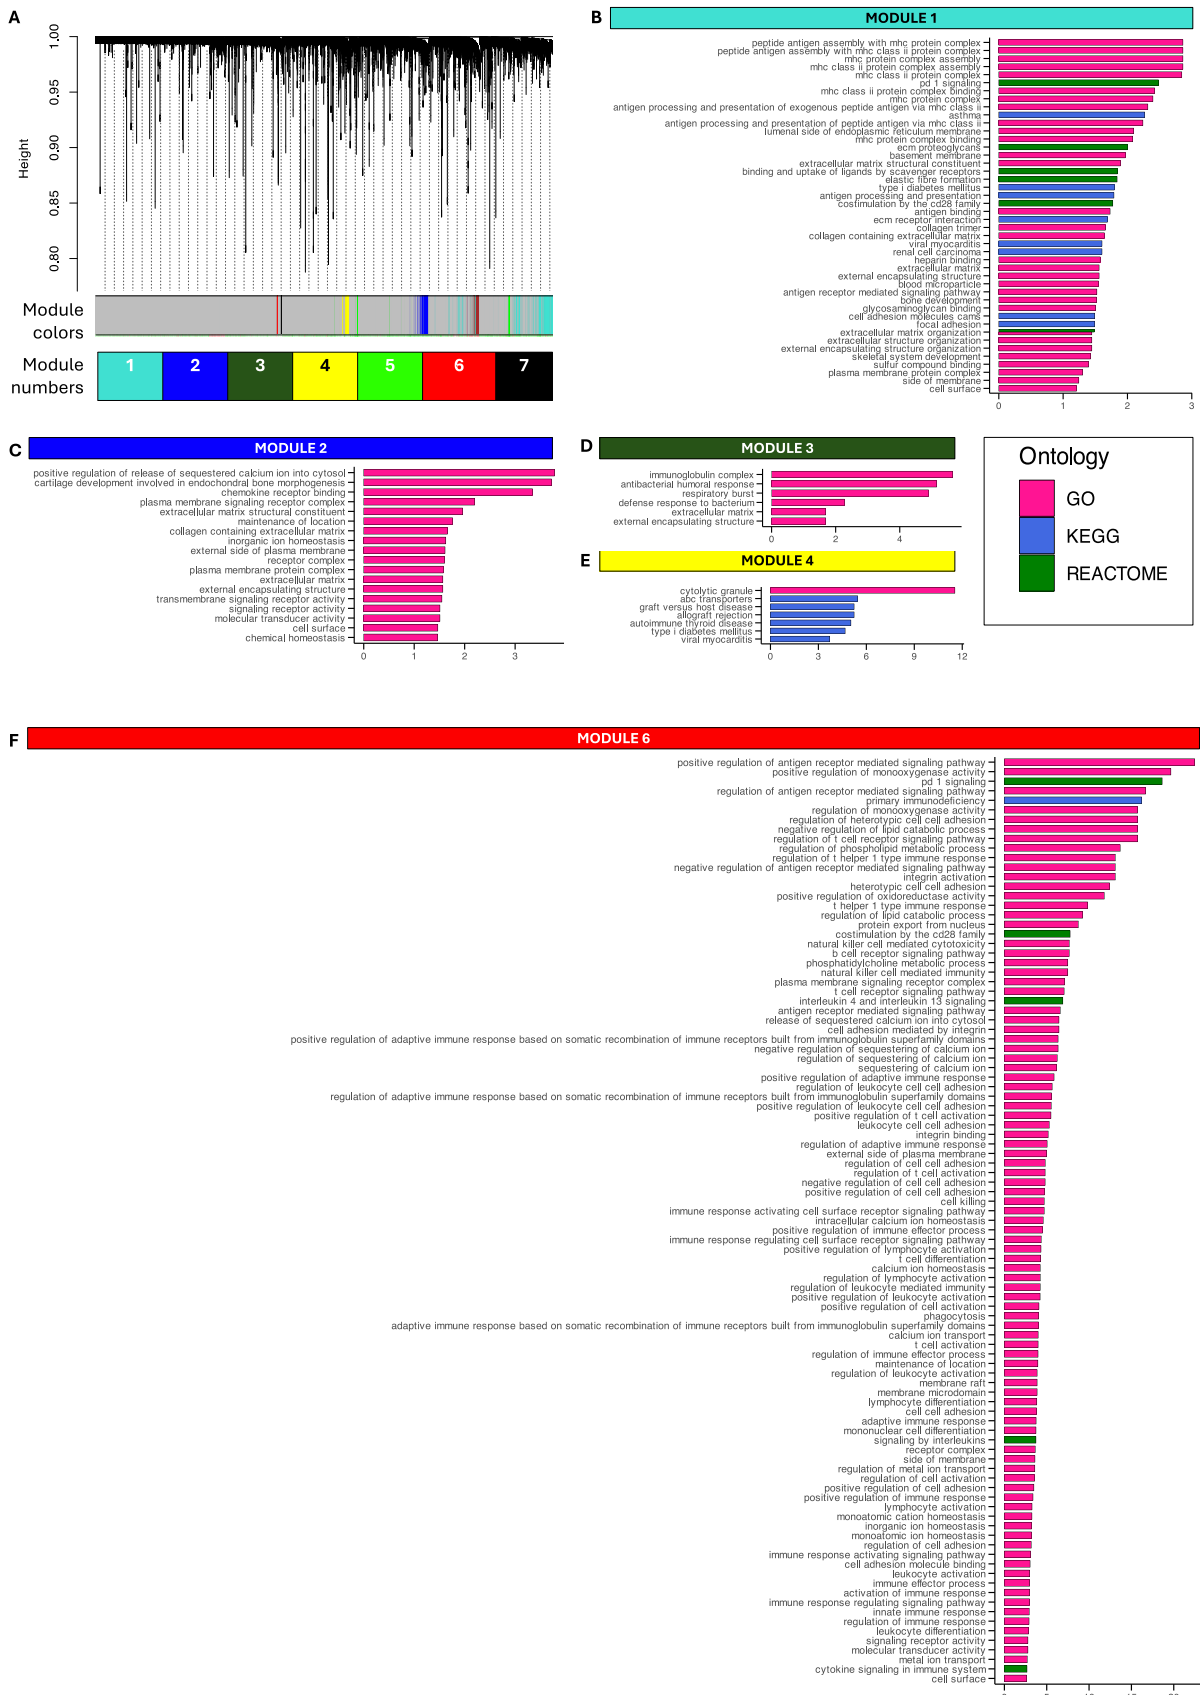 A
1.00
0.95
0.90
0.85
0.80
Height
Module
colors
Module
numbers
1 2 3 4 5 6 7
B
MODULE 1
peptide antigen assembly with mhc protein complex
peptide antigen assembly with mhc class ii protein complex
mhc protein complex assembly
mhc class ii protein complex assembly
mhc class ii protein complex
pd 1 signaling
mhc class ii protein complex binding
mhc protein complex
antigen processing and presentation of exogenous peptide antigen via mhc class ii
asthma
antigen processing and presentation of peptide antigen via mhc class ii
lumenal side of endoplasmic reticulum membrane
mhc protein complex binding
ecm proteoglycans
basement membrane
extracellular matrix structural constituent
binding and uptake of ligands by scavenger receptors
elastic fibre formation
type i diabetes mellitus
antigen processing and presentation
costimulation by the cd28 family
antigen binding
ecm receptor interaction
collagen trimer
collagen containing extracellular matrix
viral myocarditis
renal cell carcinoma
heparin binding
extracellular matrix
external encapsulating structure
blood microparticle
antigen receptor mediated signaling pathway
bone development
glycosaminoglycan binding
cell adhesion molecules cams
focal adhesion
extracellular matrix organization
extracellular structure organization
external encapsulating structure organization
skeletal system development
sulfur compound binding
plasma membrane protein complex
side of membrane
cell surface
0 1 2 3
C
MODULE 2
positive regulation of release of sequestered calcium ion into cytosol
cartilage development involved in endochondral bone morphogenesis
chemokine receptor binding
plasma membrane signaling receptor complex
extracellular matrix structural constituent
maintenance of location
collagen containing extracellular matrix
inorganic ion homeostasis
external side of plasma membrane
receptor complex
plasma membrane protein complex
extracellular matrix
external encapsulating structure
transmembrane signaling receptor activity
signaling receptor activity
molecular transducer activity
cell surface
chemical homeostasis
0 1 2 3
D
MODULE 3
immunoglobulin complex
antibacterial humoral response
respiratory burst
defense response to bacterium
extracellular matrix
external encapsulating structure
0 2 4
E
MODULE 4
cytolytic granule
abc transporters
graft versus host disease
allograft rejection
autoimmune thyroid disease
type i diabetes mellitus
viral myocarditis
0 3 6 9 12
Ontology
GO
KEGG
REACTOME
F
MODULE 6
positive regulation of antigen receptor mediated signaling pathway
positive regulation of monooxygenase activity
pd 1 signaling
regulation of antigen receptor mediated signaling pathway
primary immunodeficiency
regulation of monooxygenase activity
regulation of heterotypic cell cell adhesion
negative regulation of lipid catabolic process
regulation of t cell receptor signaling pathway
regulation of phospholipid metabolic process
regulation of t helper 1 type immune response
negative regulation of antigen receptor mediated signaling pathway
integrin activation
heterotypic cell cell adhesion
positive regulation of oxidoreductase activity
t helper 1 type immune response
regulation of lipid catabolic process
protein export from nucleus
costimulation by the cd28 family
natural killer cell mediated cytotoxicity
b cell receptor signaling pathway
phosphatidylcholine metabolic process
natural killer cell mediated immunity
plasma membrane signaling receptor complex
t cell receptor signaling pathway
interleukin 4 and interleukin 13 signaling
antigen receptor mediated signaling pathway
release of sequestered calcium ion into cytosol
cell adhesion mediated by integrin
positive regulation of adaptive immune response based on somatic recombination of immune receptors built from immunoglobulin superfamily domains
negative regulation of sequestering of calcium ion
regulation of sequestering of calcium ion
sequestering of calcium ion
positive regulation of adaptive immune response
regulation of leukocyte cell cell adhesion
regulation of adaptive immune response based on somatic recombination of immune receptors built from immunoglobulin superfamily domains
positive regulation of leukocyte cell cell adhesion
positive regulation of t cell activation
leukocyte cell cell adhesion
integrin binding
regulation of adaptive immune response
external side of plasma membrane
regulation of cell cell adhesion
regulation of t cell activation
negative regulation of cell cell adhesion
positive regulation of cell cell adhesion
cell killing
immune response activating cell surface receptor signaling pathway
intracellular calcium ion homeostasis
positive regulation of immune effector process
immune response regulating cell surface receptor signaling pathway
positive regulation of lymphocyte activation
t cell differentiation
calcium ion homeostasis
regulation of lymphocyte activation
regulation of leukocyte mediated immunity
positive regulation of leukocyte activation
positive regulation of cell activation
phagocytosis
adaptive immune response based on somatic recombination of immune receptors built from immunoglobulin superfamily domains
calcium ion transport
t cell activation
regulation of immune effector process
maintenance of location
regulation of leukocyte activation
membrane raft
membrane microdomain
lymphocyte differentiation
cell cell adhesion
adaptive immune response
mononuclear cell differentiation
signaling by interleukins
receptor complex
side of membrane
regulation of metal ion transport
regulation of cell activation
positive regulation of cell adhesion
positive regulation of immune response
lymphocyte activation
monoatomic cation homeostasis
inorganic ion homeostasis
monoatomic ion homeostasis
regulation of cell adhesion
immune response activating signaling pathway
cell adhesion molecule binding
leukocyte activation
immune effector process
activation of immune response
immune response regulating signaling pathway
innate immune response
regulation of immune response
leukocyte differentiation
signaling receptor activity
molecular transducer activity
metal ion transport
cytokine signaling in immune system
cell surface